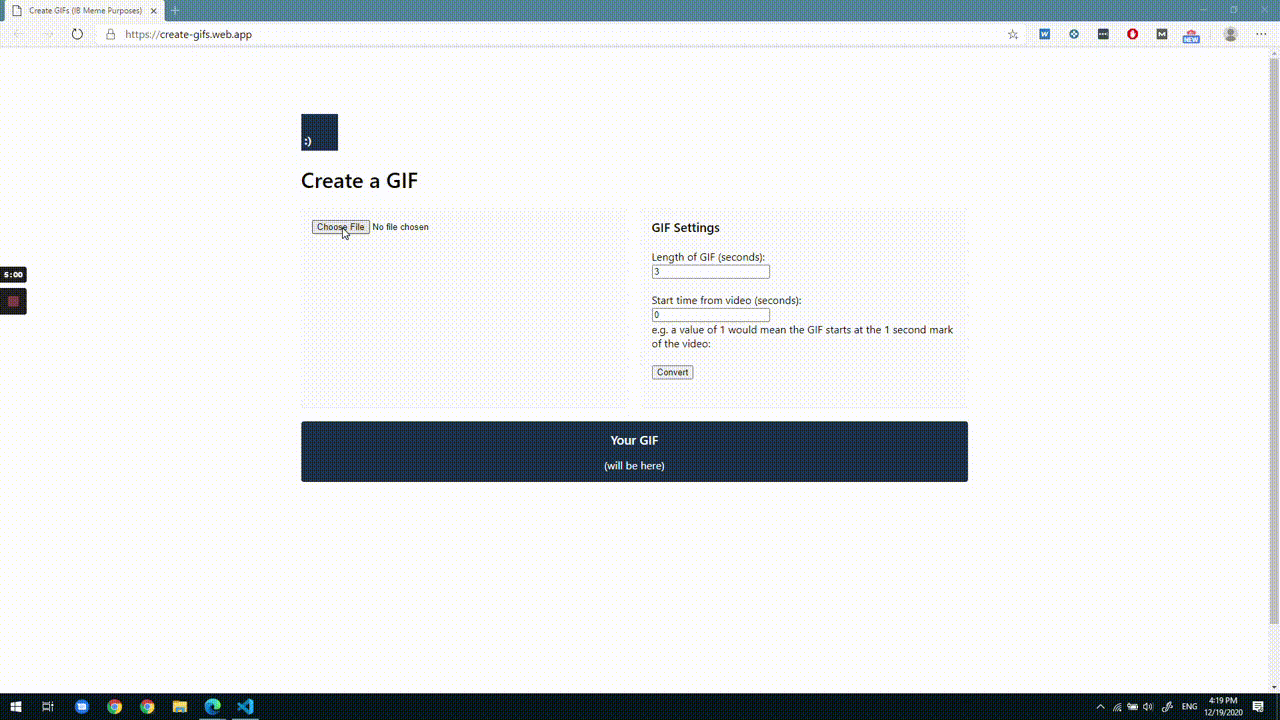 Create GIFs (IB Meme Purposes)
https://create-gifs.web.app
W
M
NEW
:)
Create a GIF
Choose File No file chosen
GIF Settings
Length of GIF (seconds):
3
Start time from video (seconds):
0
e.g. a value of 1 would mean the GIF starts at the 1 second mark
of the video:
Convert
5:00
Your GIF
(will be here)
ENG
4:19 PM
12/19/2020